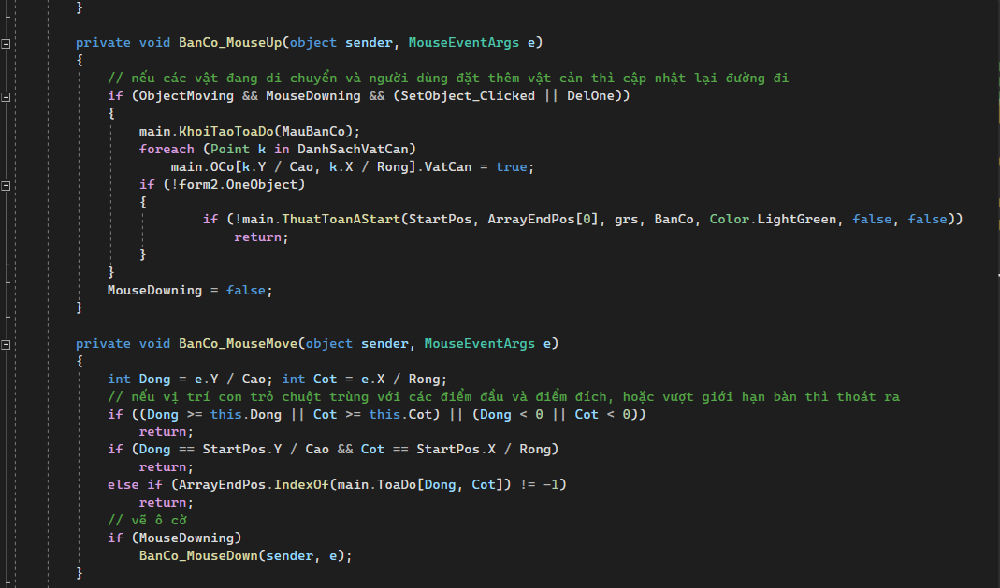 }
private void BanCo_MouseUp(object sender, MouseEventArgs e)
{
// nếu các vật đang di chuyển và người dùng đặt thêm vật cản thì cập nhật lại đường đi
if (ObjectMoving && MouseDowning && (SetObject_Clicked || DelOne))
{
main.KhoiTaoToaDo(MauBanCo);
foreach (Point k in DanhSachVatCan)
main.OCo[k.Y / Cao, k.X / Rong].VatCan = true;
if (!form2.OneObject)
{
if (!main.ThuatToanAStart(StartPos, ArrayEndPos[0], grs, BanCo, Color.LightGreen, false, false))
return;
}
}
MouseDowning = false;
}
private void BanCo_MouseMove(object sender, MouseEventArgs e)
{
int Dong = e.Y / Cao; int Cot = e.X / Rong;
// nếu vị trí con trỏ chuột trùng với các điểm đầu và điểm đích, hoặc vượt giới hạn bàn thì thoát ra
if ((Dong >= this.Dong || Cot >= this.Cot) || (Dong < 0 || Cot < 0))
return;
if (Dong == StartPos.Y / Cao && Cot == StartPos.X / Rong)
return;
else if (ArrayEndPos.IndexOf(main.ToaDo[Dong, Cot]) != -1)
return;
// vẽ ô cờ
if (MouseDowning)
BanCo_MouseDown(sender, e);
}